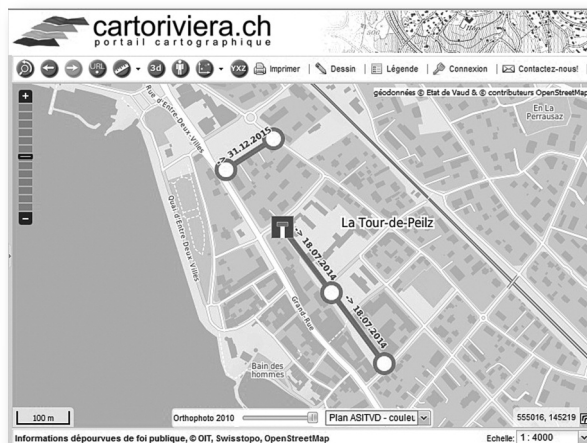 cartoriviera.ch
portail cartographique
URL 3d YXZ Imprimer Dessin Légende Connexion Contactez-nous!
géodonnées © Etat de Vaud & © contributeurs OpenStreetMap
Rue d'Entre-Deux-Villes
En La
Perrausaz
-> 31.12.2015
Quai d'Entre-Deux-Villes
La Tour-de-Peilz
-> 18.07.2014
-> 18.07.2014
Grand-Rue
Bain des
hommes
100 m
Orthophoto 2010
Plan ASITVD - couleu
555016, 145219
Informations dépourvues de foi publique, © OIT, Swisstopo, OpenStreetMap
Echelle: 1 : 4000